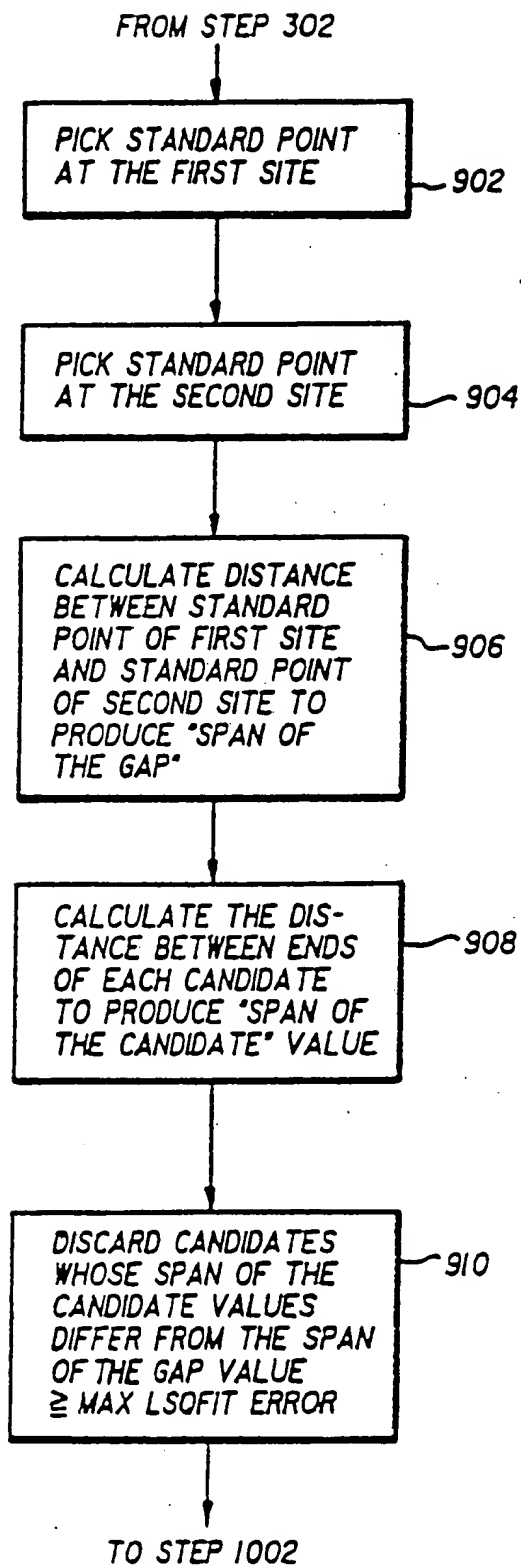 FROM STEP 302
PICK STANDARD POINT
AT THE FIRST SITE
902
PICK STANDARD POINT
AT THE SECOND SITE
904
CALCULATE DISTANCE
BETWEEN STANDARD
POINT OF FIRST SITE
AND STANDARD POINT
OF SECOND SITE TO
PRODUCE "SPAN OF
THE GAP"
906
CALCULATE THE DIS-
TANCE BETWEEN ENDS
OF EACH CANDIDATE
TO PRODUCE "SPAN OF
THE CANDIDATE" VALUE
908
DISCARD CANDIDATES
WHOSE SPAN OF THE
CANDIDATE VALUES
DIFFER FROM THE SPAN
OF THE GAP VALUE
≧ MAX LSQFIT ERROR
910
TO STEP 1002